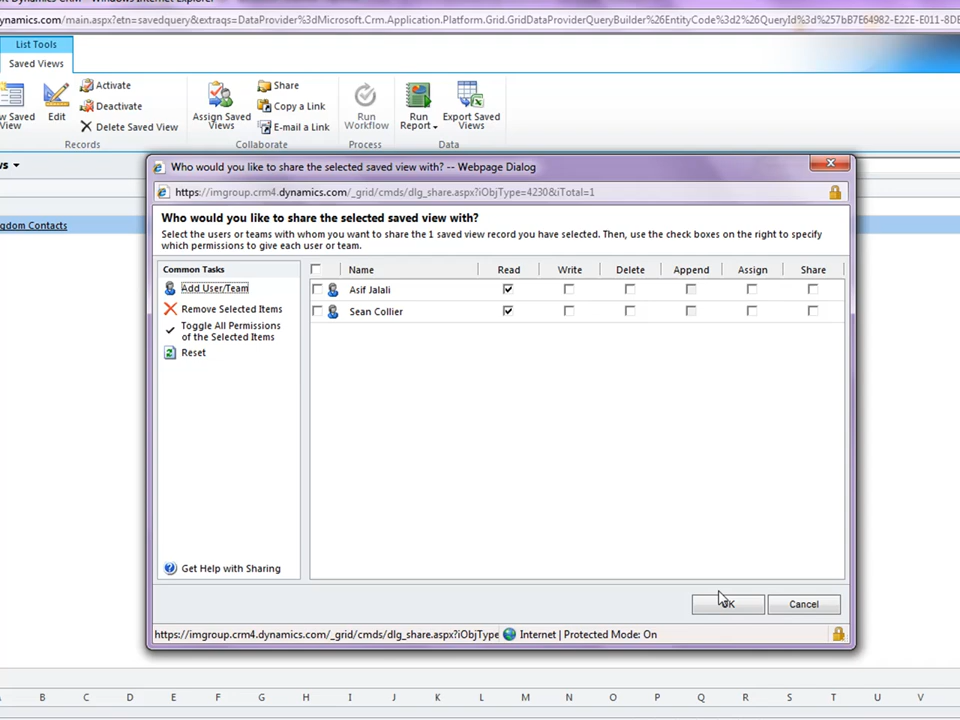 dynamics.com/main.aspx?etn=savedquery&extraqs=DataProvider%3dMicrosoft.Crm.Application.Platform.Grid.GridDataProviderQueryBuilder%26EntityCode%3d2%26QueryId%3d%257bB7E64982-E22E-E011-8DE
List Tools
Saved Views
w Saved View
Edit
Activate
Deactivate
Delete Saved View
Records
Assign Saved Views
Share
Copy a Link
E-mail a Link
Collaborate
Run Workflow
Process
Run Report
Export Saved Views
Data
gdom Contacts
Who would you like to share the selected saved view with? -- Webpage Dialog
https://imgroup.crm4.dynamics.com/_grid/cmds/dlg_share.aspx?iObjType=4230&iTotal=1
Who would you like to share the selected saved view with?
Select the users or teams with whom you want to share the 1 saved view record you have selected. Then, use the check boxes on the right to specify
which permissions to give each user or team.
Common Tasks
Add User/Team
Remove Selected Items
Toggle All Permissions
of the Selected Items
Reset
Get Help with Sharing
Name Read Write Delete Append Assign Share
Asif Jalali
Sean Collier
OK Cancel
https://imgroup.crm4.dynamics.com/_grid/cmds/dlg_share.aspx?iObjType Internet | Protected Mode: On
B C D E F G H I J K L M N O P Q R S T U V